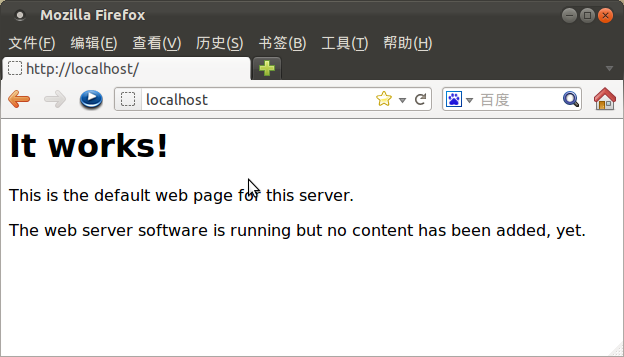 Mozilla Firefox
文件(F) 编辑(E) 查看(V) 历史(S) 书签(B) 工具(T) 帮助(H)
http://localhost/
localhost 百度
It works!
This is the default web page for this server.
The web server software is running but no content has been added, yet.